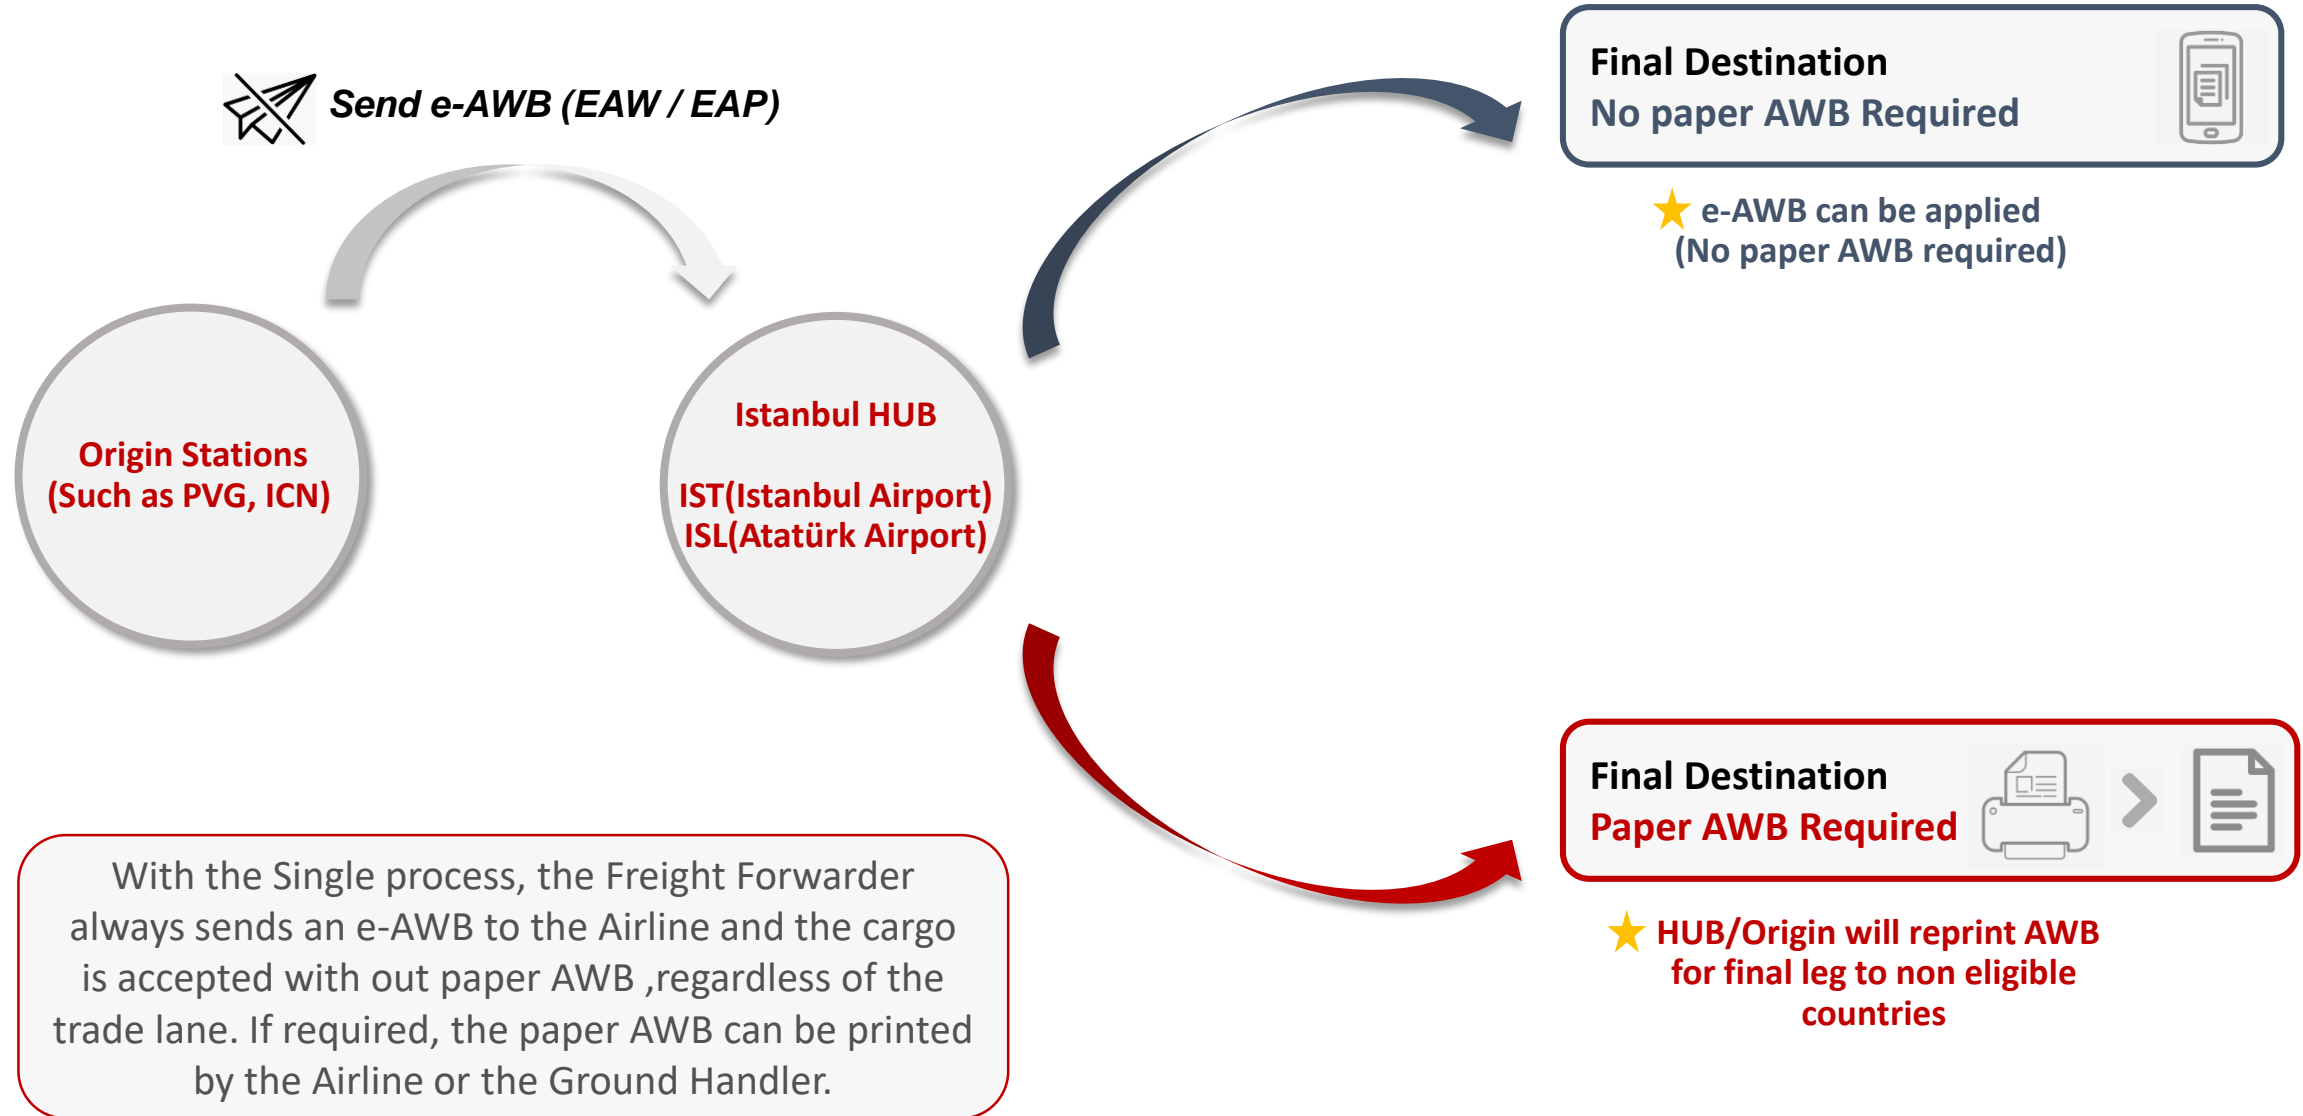 Send e-AWB (EAW / EAP)
Origin Stations
(Such as PVG, ICN)
Istanbul HUB
IST(Istanbul Airport)
ISL(Atatürk Airport)
Final Destination
No paper AWB Required
e-AWB can be applied
(No paper AWB required)
Final Destination
Paper AWB Required
HUB/Origin will reprint AWB
for final leg to non eligible
countries
With the Single process, the Freight Forwarder
always sends an e-AWB to the Airline and the cargo
is accepted with out paper AWB ,regardless of the
trade lane. If required, the paper AWB can be printed
by the Airline or the Ground Handler.